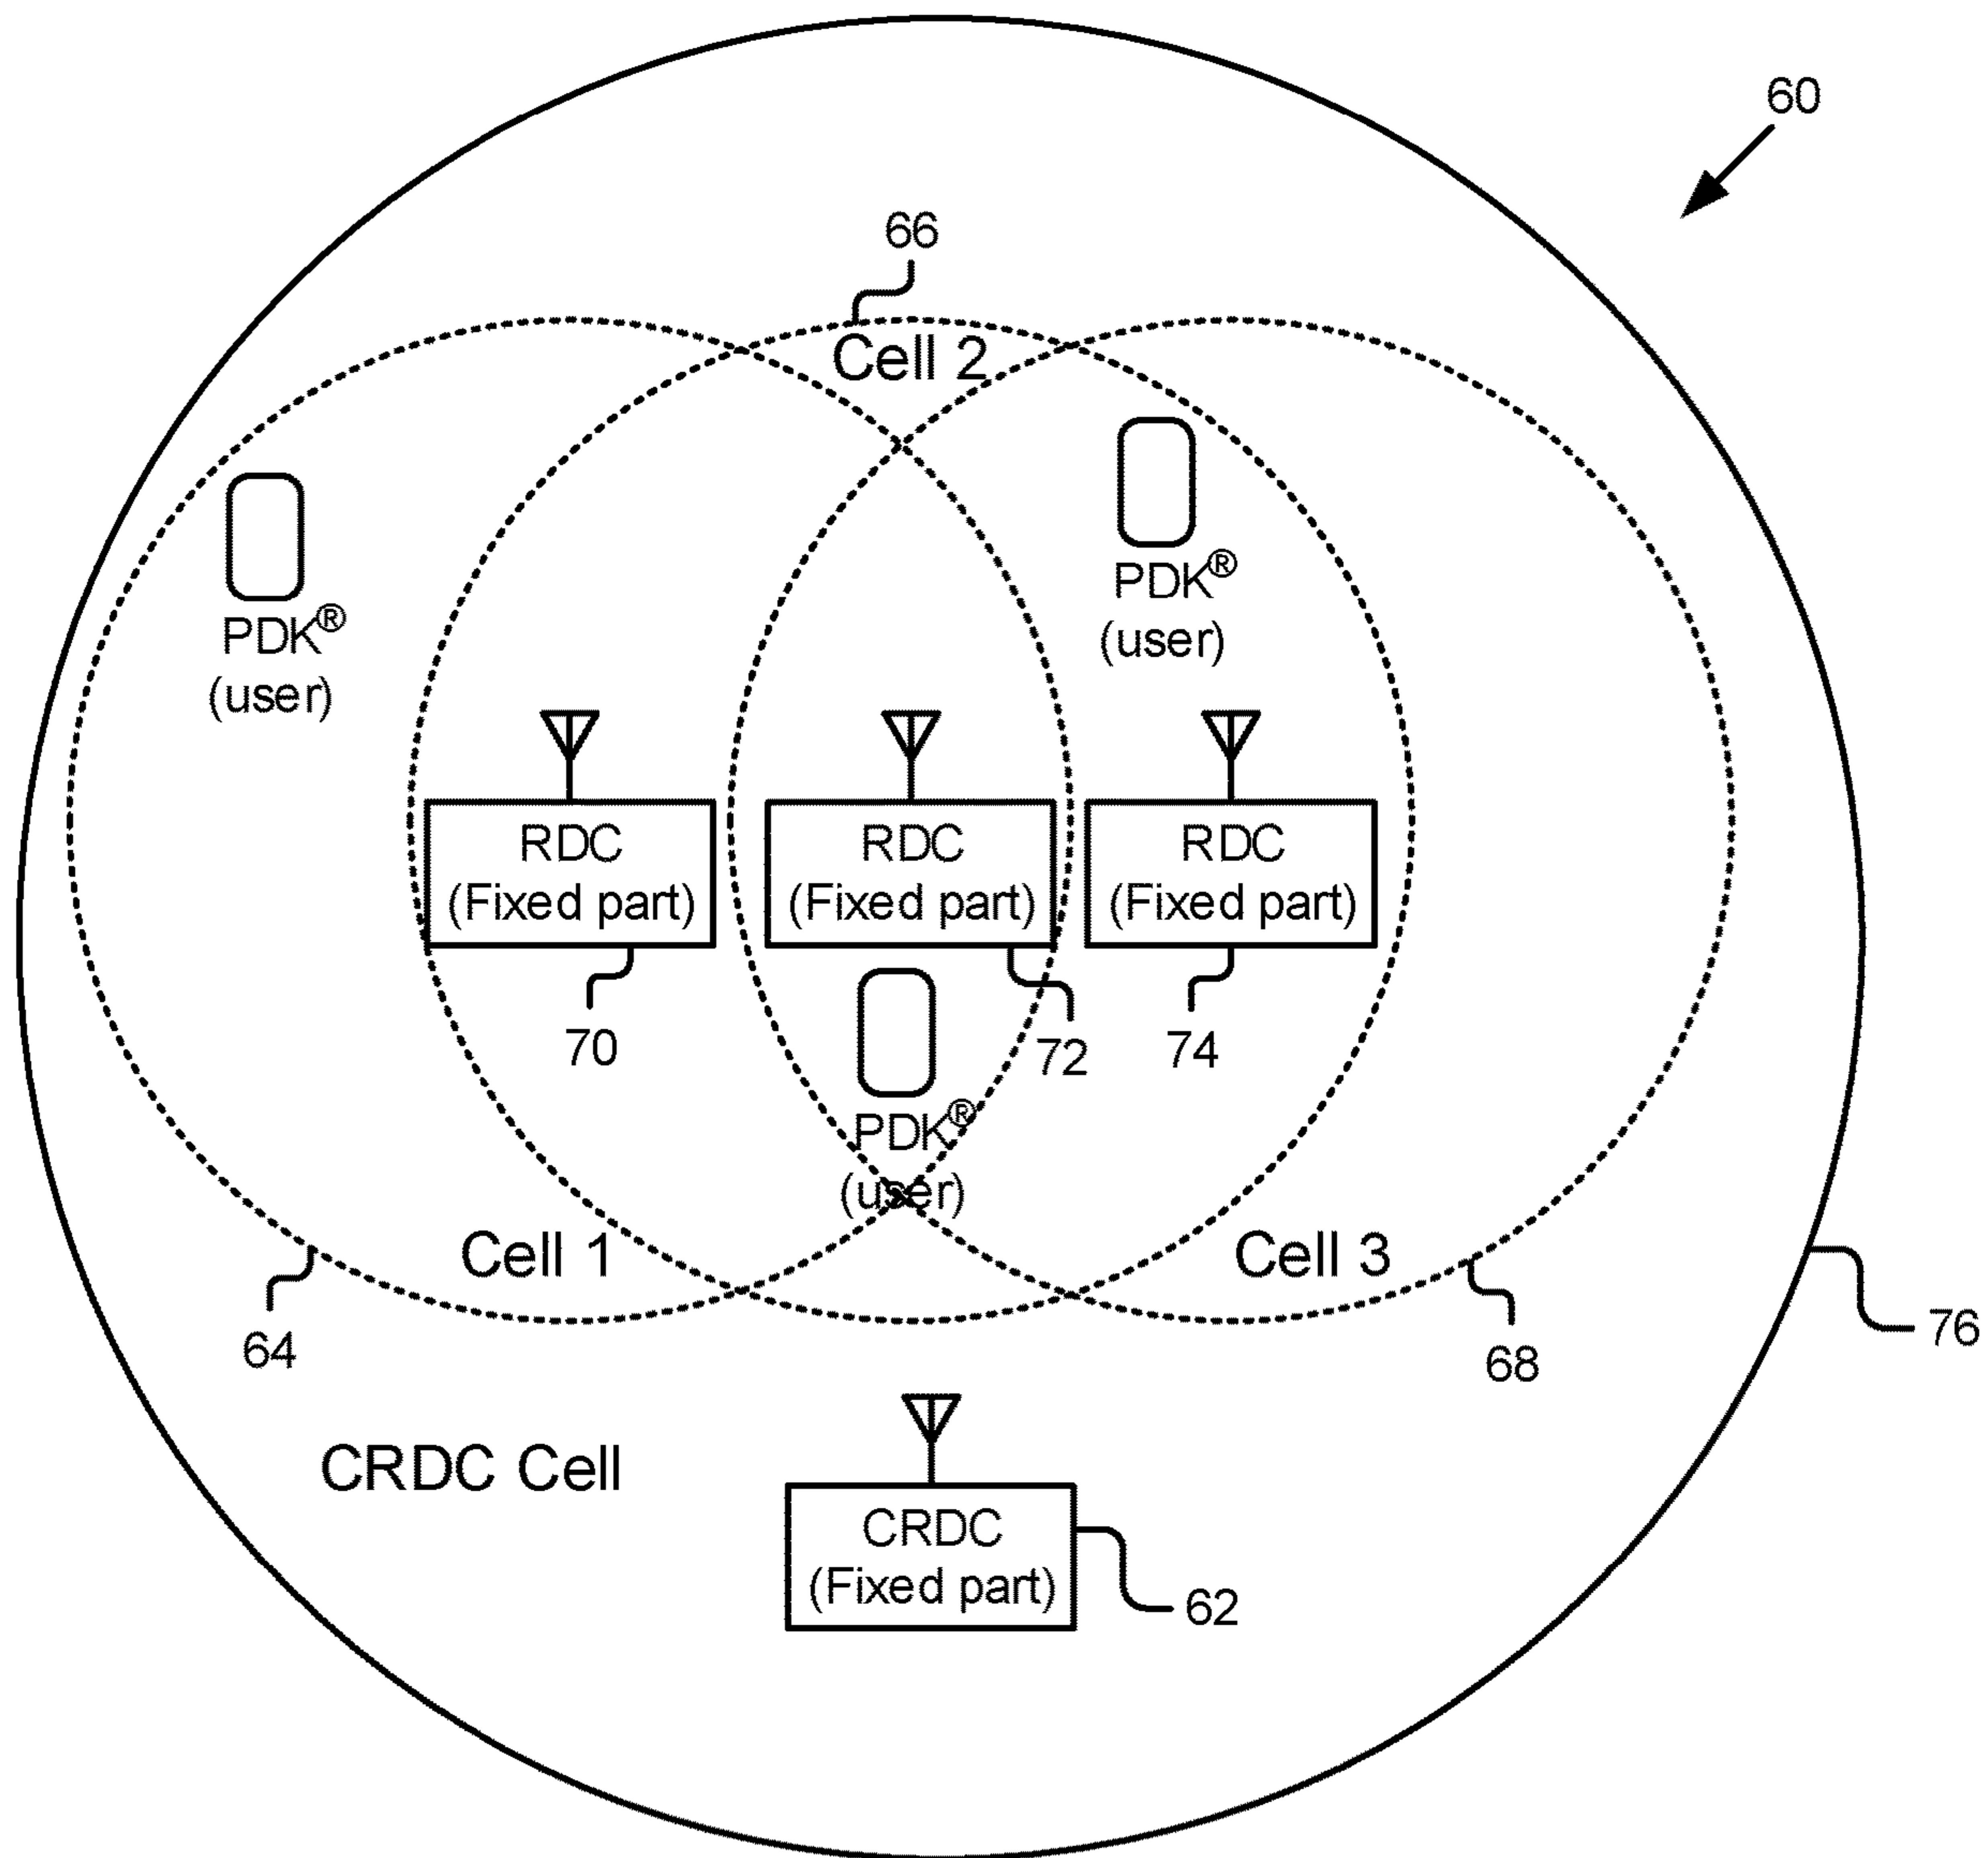 60
66
Cell 2
PDK®
(user)
PDK®
(user)
RDC
(Fixed part)
RDC
(Fixed part)
RDC
(Fixed part)
70
72
74
PDK®
(user)
Cell 1
Cell 3
64
68
76
CRDC Cell
CRDC
(Fixed part)
62